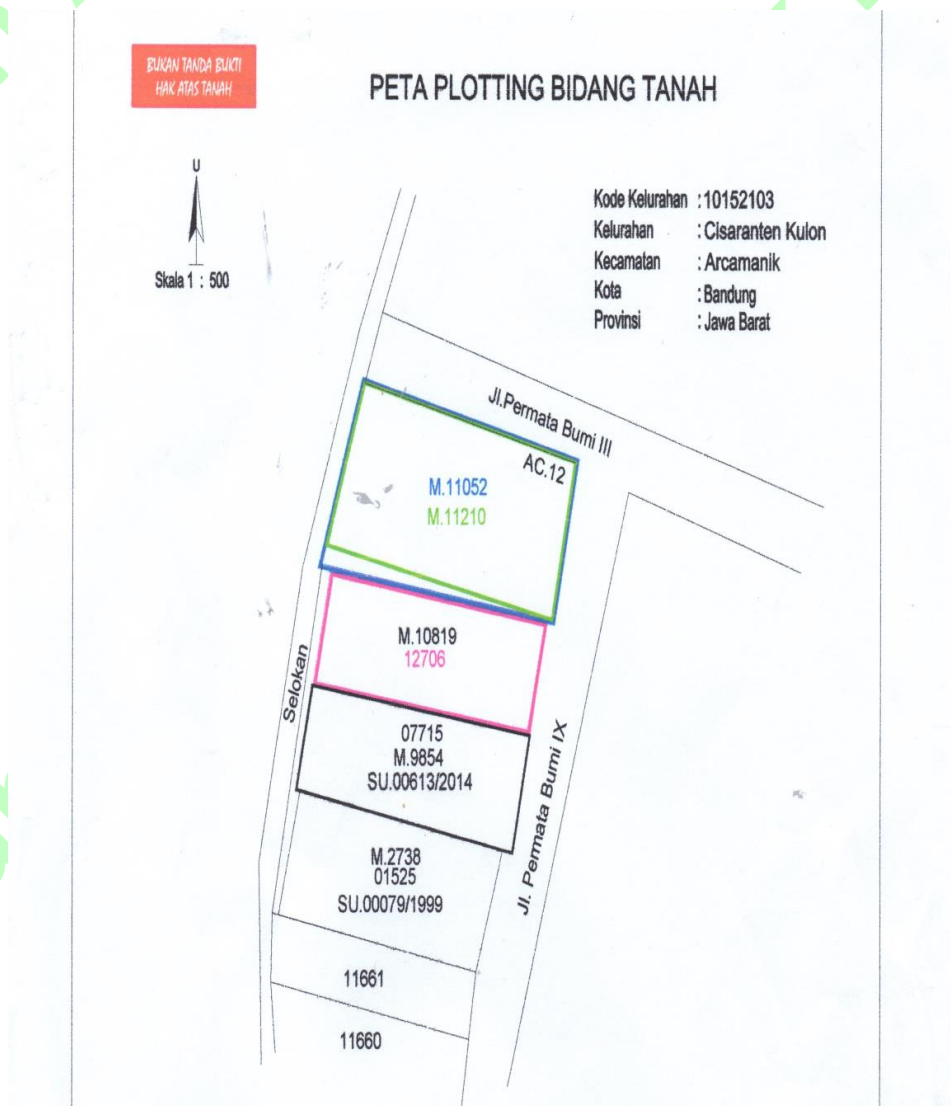 BUKAN TANDA BUKTI
HAK ATAS TANAH
PETA PLOTTING BIDANG TANAH
U
Skala 1 : 500
Kode Kelurahan : 10152103
Kelurahan : Cisaranten Kulon
Kecamatan : Arcamanik
Kota : Bandung
Provinsi : Jawa Barat
Jl.Permata Bumi III
AC.12
M.11052
M.11210
M.10819
12706
Selokan
07715
M.9854
SU.00613/2014
Jl. Permata Bumi IX
M.2738
01525
SU.00079/1999
11661
11660